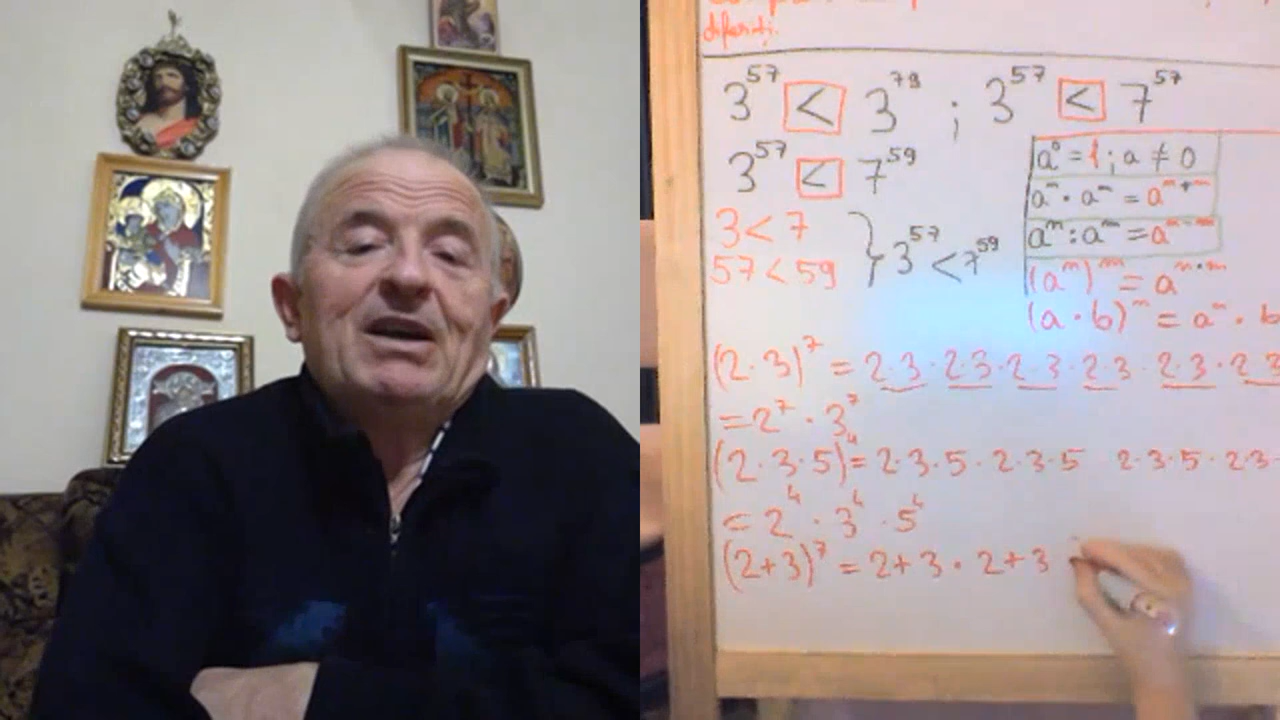 diferiți.
3^57 < 3^79 ; 3^57 < 7^57
3^57 < 7^59
3 < 7
57 < 59
} 3^57 < 7^59
a^0 = 1 ; a ≠ 0
a^m · a^n = a^m+n
a^m : a^n = a^m-n
(a^m)^n = a^m·n
(a · b)^m = a^m · b
(2·3)^7 = 2·3·2·3·2·3·2·3·2·3·2·3
= 2^7 · 3^7
(2·3·5)^4 = 2·3·5·2·3·5 2·3·5·2·3·
= 2^4 · 3^4 · 5^4
(2+3)^7 = 2+3 · 2+3